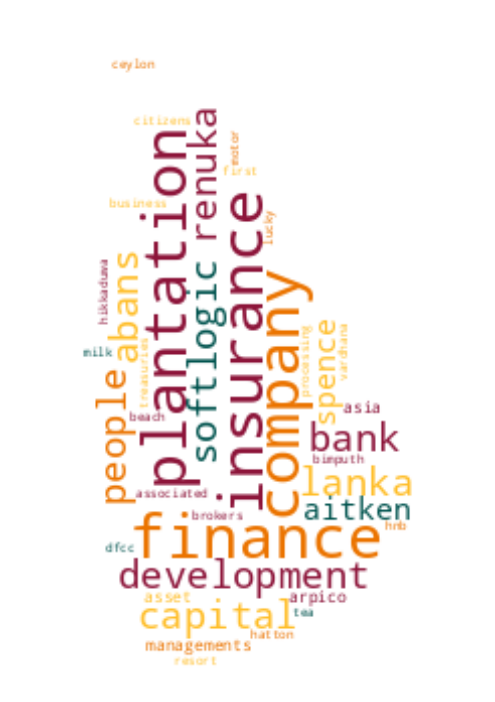 ceylon
citizens
plantation
renuka
motor
first
business
insurance
lucky
abans
hikkaduwa
softlogic
company
milk
treasuries
processing
spence
vardhana
people
beach
asia
bank
bimputh
associated
lanka
brokers
aitken
finance
hnb
dfcc
development
asset
arpico
capital
tea
hatton
managements
resort